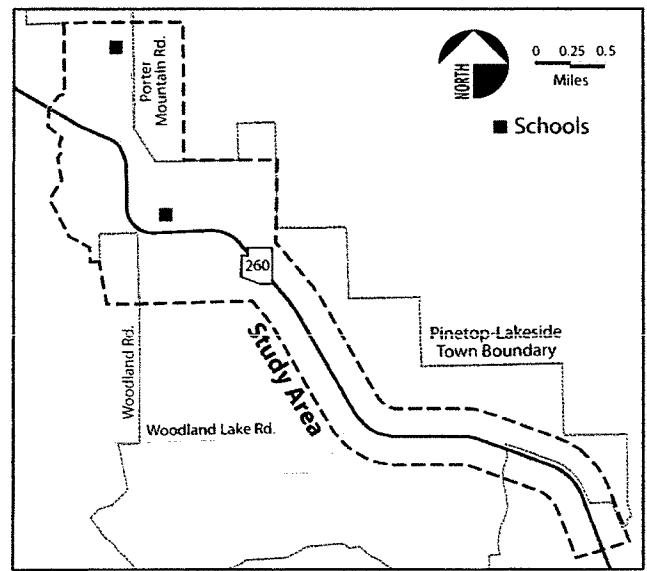 Porter
Mountain Rd.
NORTH
0 0.25 0.5
Miles
Schools
260
Pinetop-Lakeside
Town Boundary
Study Area
Woodland Rd.
Woodland Lake Rd.